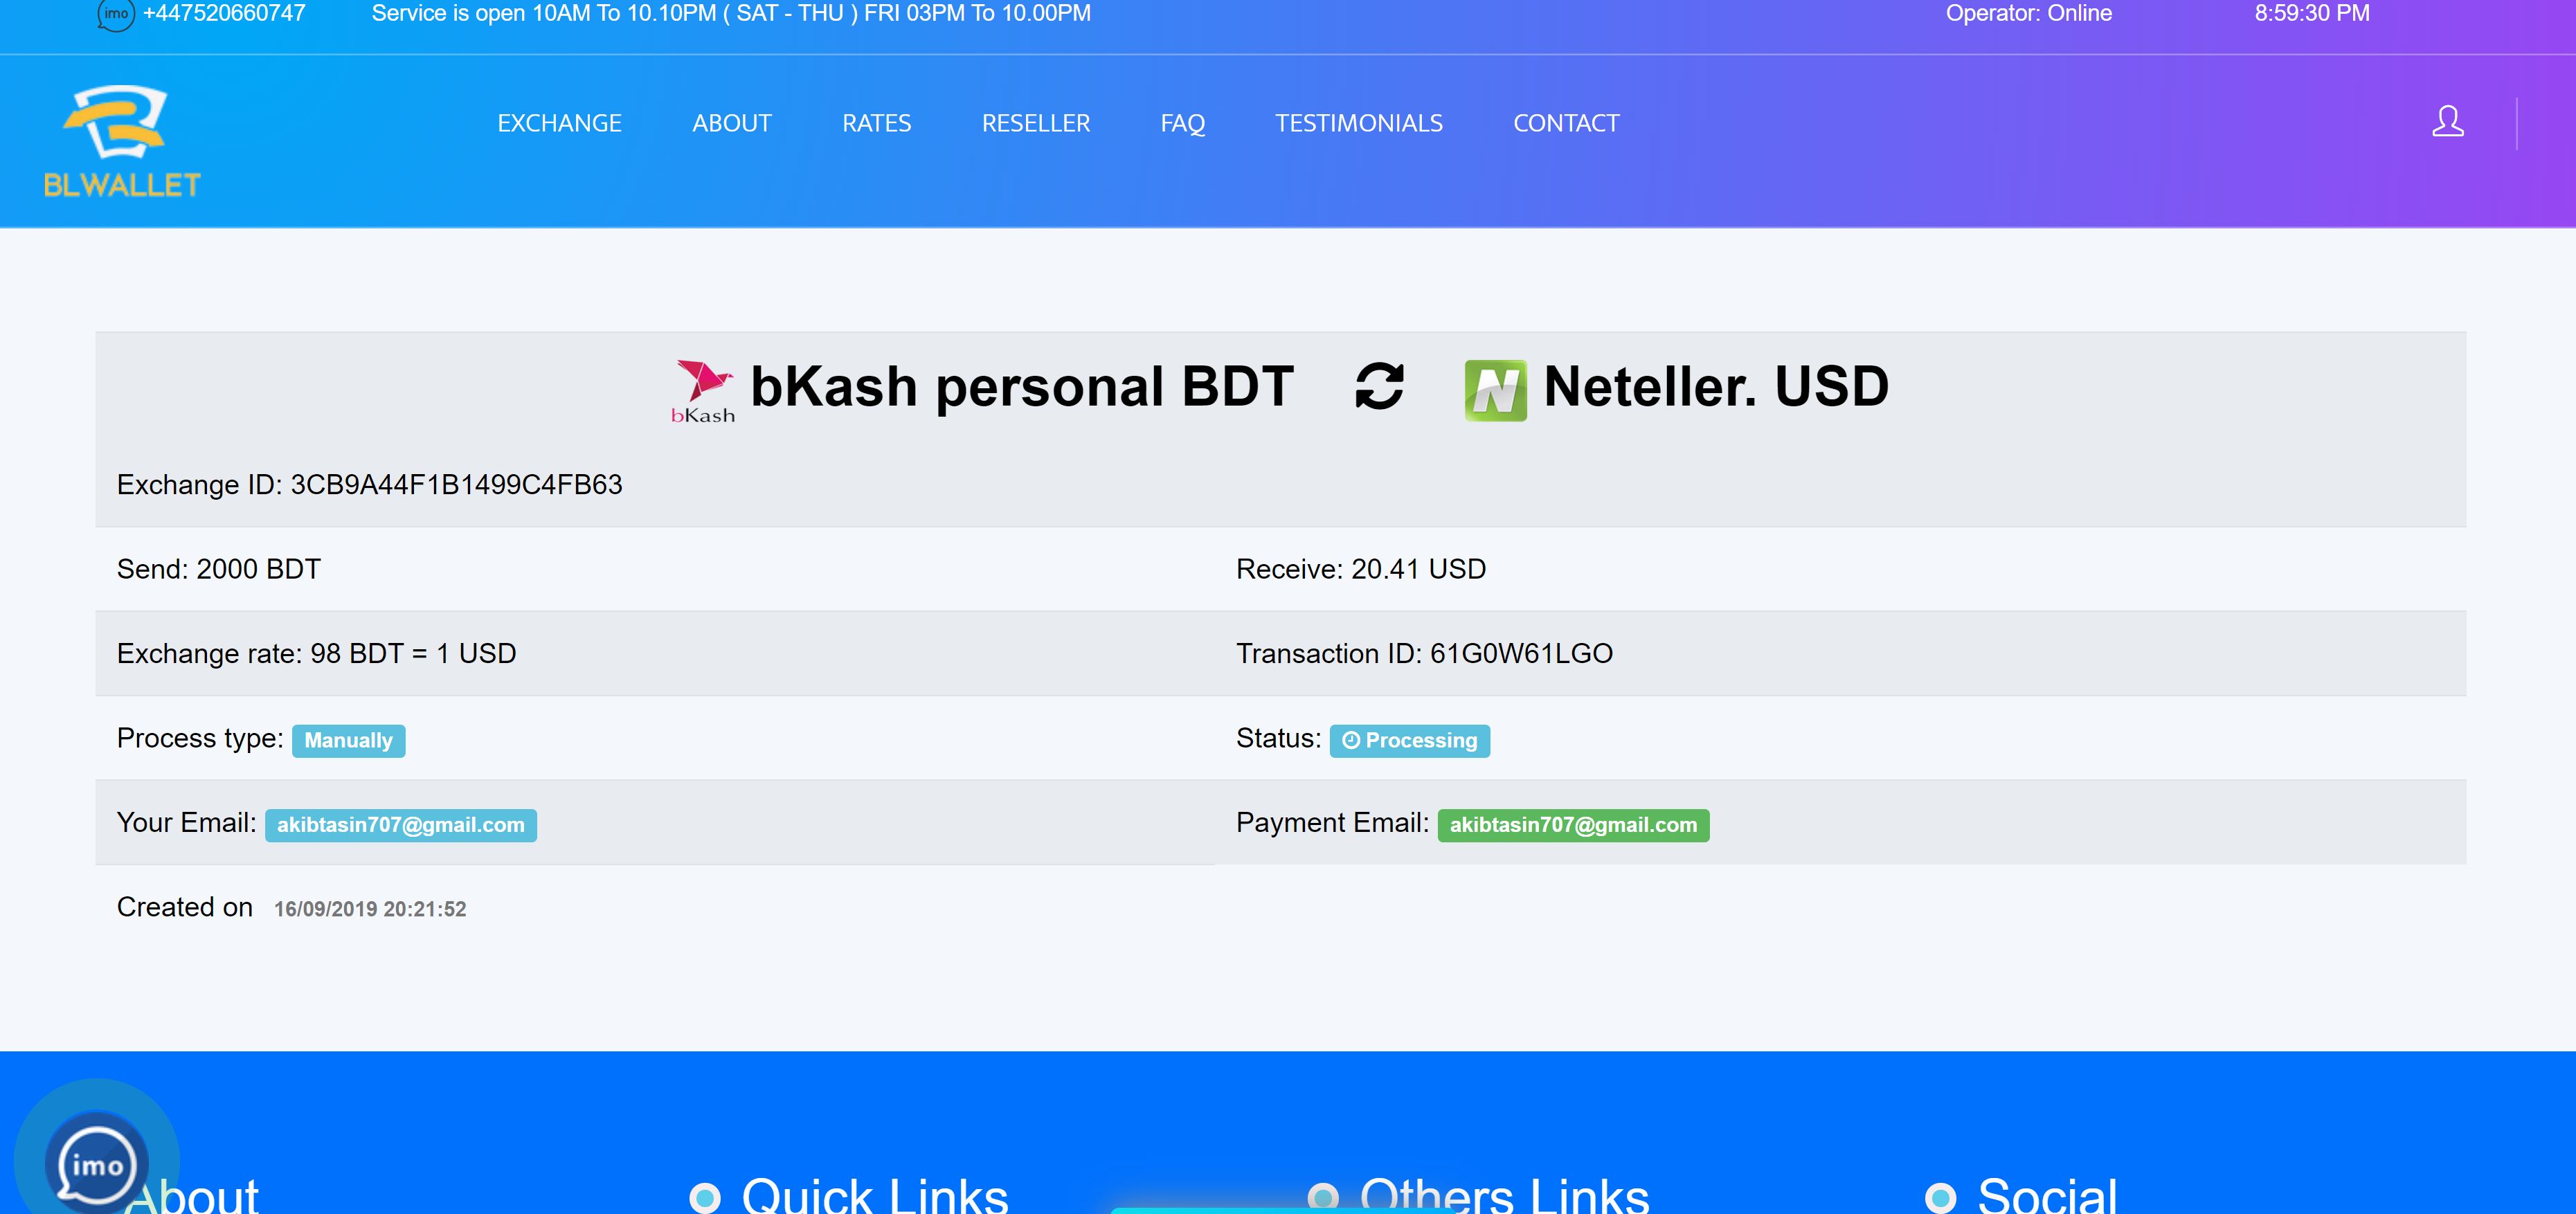 imo +447520660747 Service is open 10AM To 10.10PM ( SAT - THU ) FRI 03PM To 10.00PM Operator: Online 8:59:30 PM
BLWALLET
EXCHANGE ABOUT RATES RESELLER FAQ TESTIMONIALS CONTACT
bKash bKash personal BDT N Neteller. USD
Exchange ID: 3CB9A44F1B1499C4FB63
Send: 2000 BDT Receive: 20.41 USD
Exchange rate: 98 BDT = 1 USD Transaction ID: 61G0W61LGO
Process type: Manually Status: Processing
Your Email: akibtasin707@gmail.com Payment Email: akibtasin707@gmail.com
Created on 16/09/2019 20:21:52
imo
About Quick Links Others Links Social